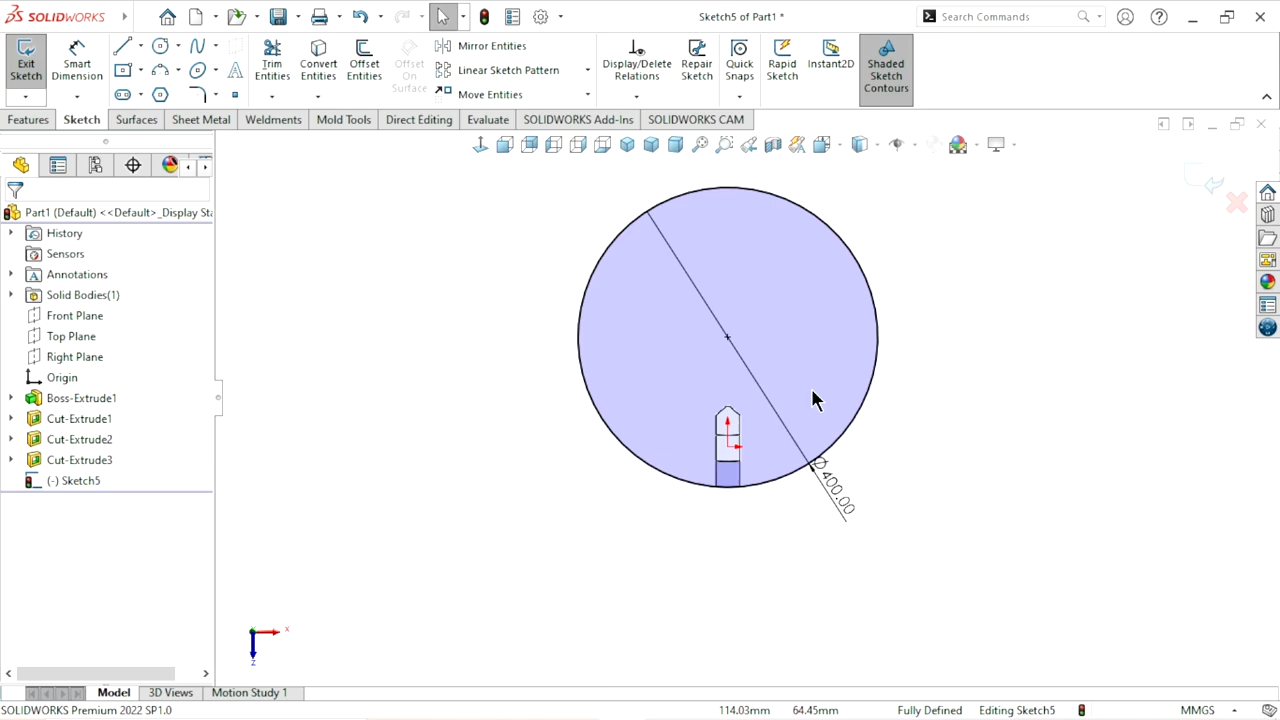 SOLIDWORKS
Sketch5 of Part1 *
Search Commands
Exit Sketch
Smart Dimension
Trim Entities
Convert Entities
Offset Entities
Offset On Surface
Mirror Entities
Linear Sketch Pattern
Move Entities
Display/Delete Relations
Repair Sketch
Quick Snaps
Rapid Sketch
Instant2D
Shaded Sketch Contours
Features
Sketch
Surfaces
Sheet Metal
Weldments
Mold Tools
Direct Editing
Evaluate
SOLIDWORKS Add-Ins
SOLIDWORKS CAM
Part1 (Default) <<Default>_Display Sta
History
Sensors
Annotations
Solid Bodies(1)
Front Plane
Top Plane
Right Plane
Origin
Boss-Extrude1
Cut-Extrude1
Cut-Extrude2
Cut-Extrude3
(-) Sketch5
Ø400.00
X
Z
Model
3D Views
Motion Study 1
SOLIDWORKS Premium 2022 SP1.0
114.03mm
64.45mm
Fully Defined
Editing Sketch5
MMGS